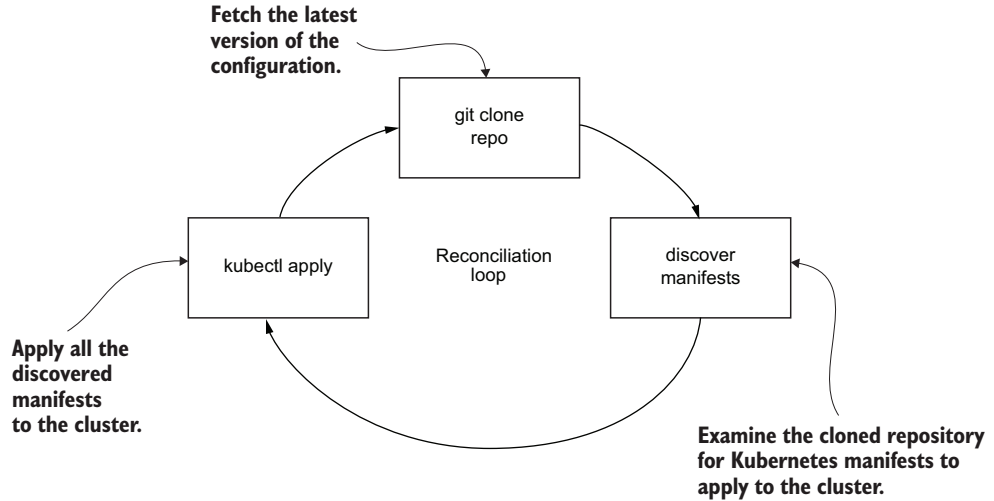 Fetch the latest
version of the
configuration.
git clone
repo
kubectl apply
Reconciliation
loop
discover
manifests
Apply all the
discovered
manifests
to the cluster.
Examine the cloned repository
for Kubernetes manifests to
apply to the cluster.